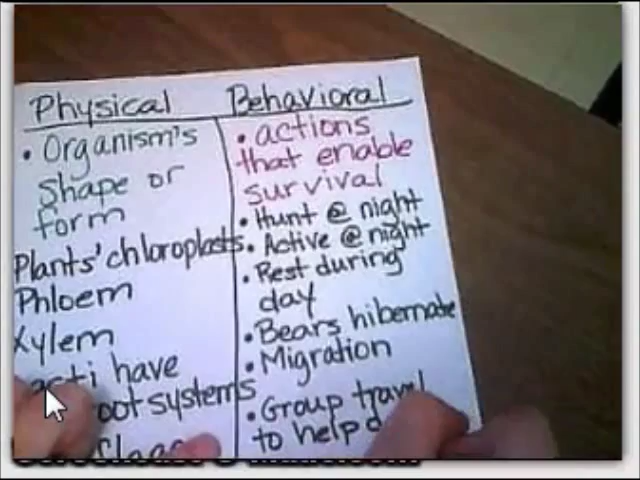 Physical
Behavioral
• Organism's
shape or
form
Plants' chloroplasts
Phloem
Xylem
have
systems
• actions
that enable
survival
• Hunt @ night
• Active @ night
• Rest during
day
• Bears hibernate
• Migration
• Group travel
to help